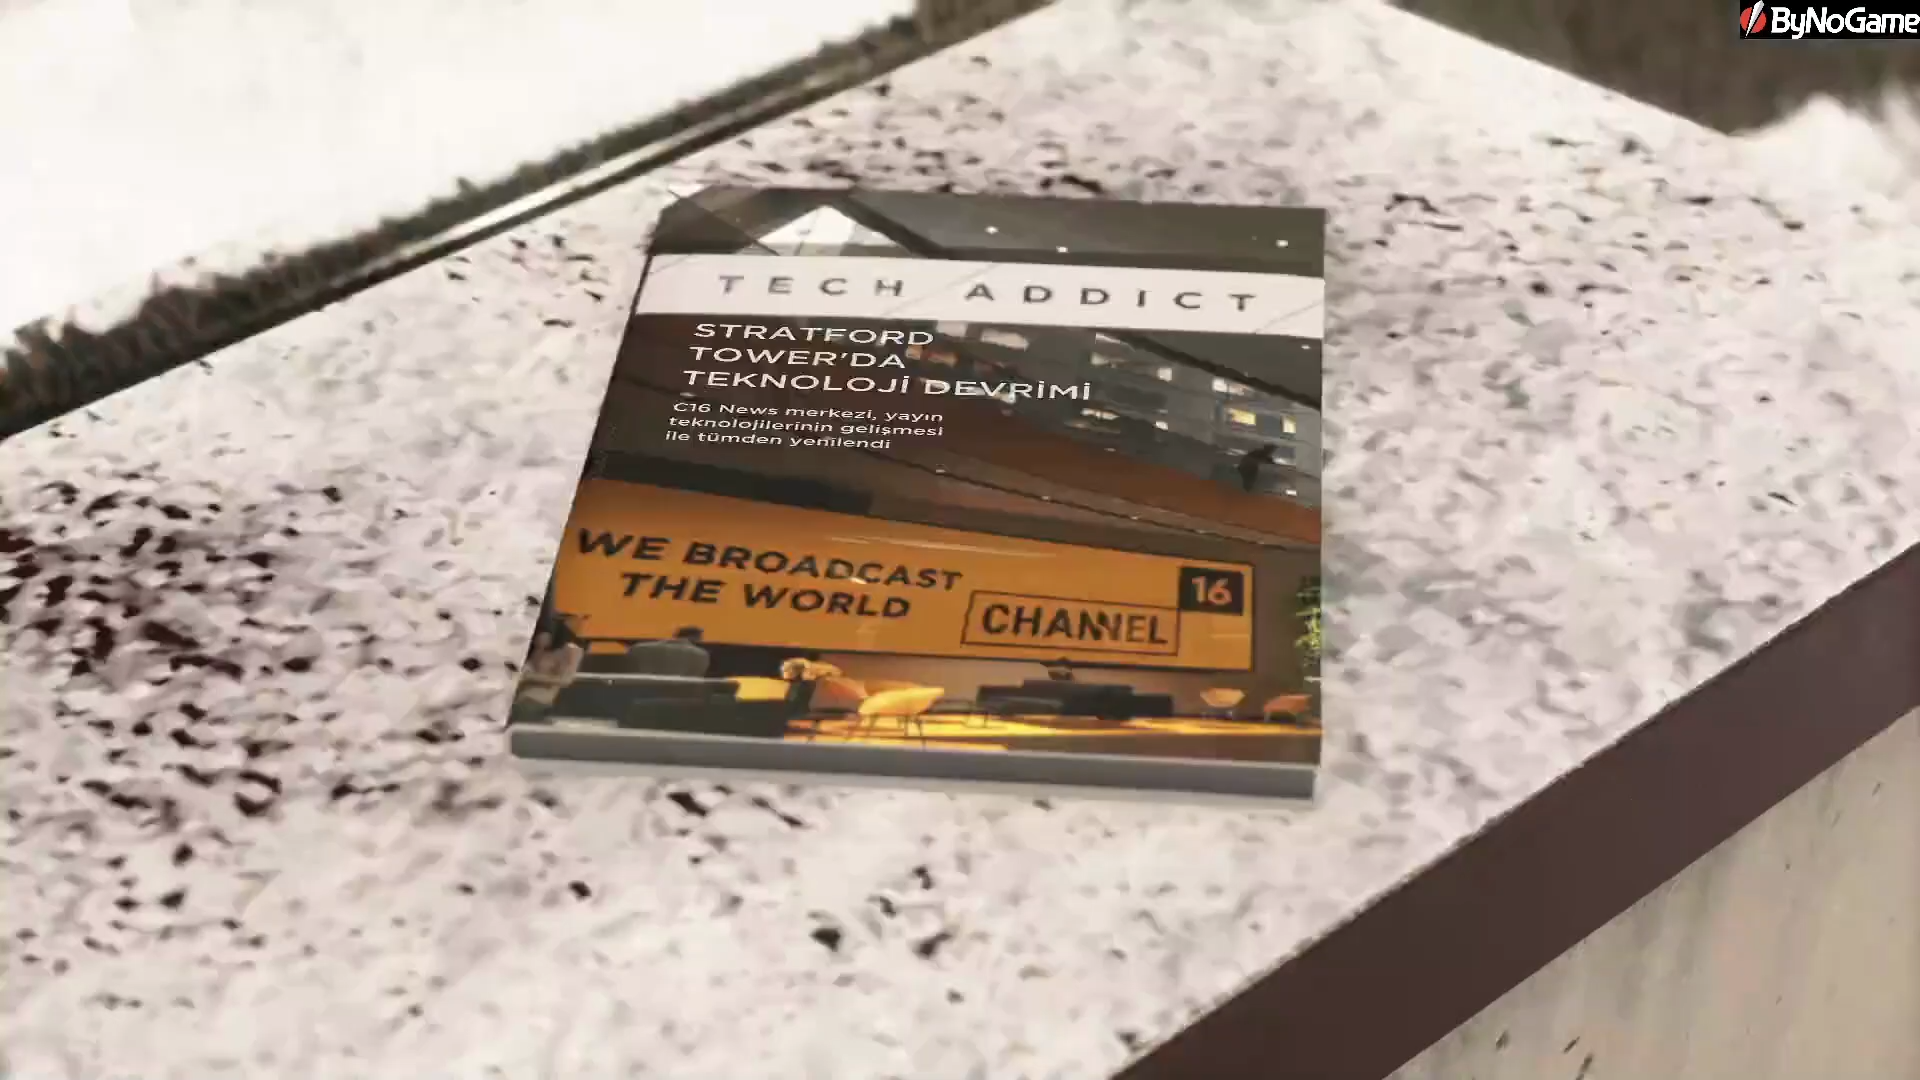 ByNoGame
TECH ADDICT
STRATFORD
TOWER'DA
TEKNOLOJİ DEVRİMİ
C16 News merkezi, yayın
teknolojilerinin gelişmesi
ile tümden yenilendi
WE BROADCAST
THE WORLD
CHANNEL
16